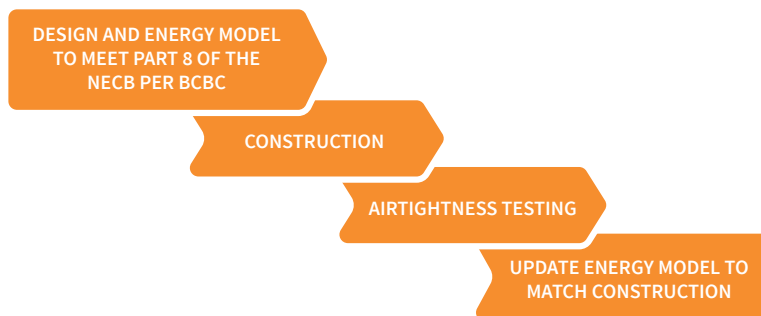 DESIGN AND ENERGY MODEL
TO MEET PART 8 OF THE
NECB PER BCBC
CONSTRUCTION
AIRTIGHTNESS TESTING
UPDATE ENERGY MODEL TO
MATCH CONSTRUCTION